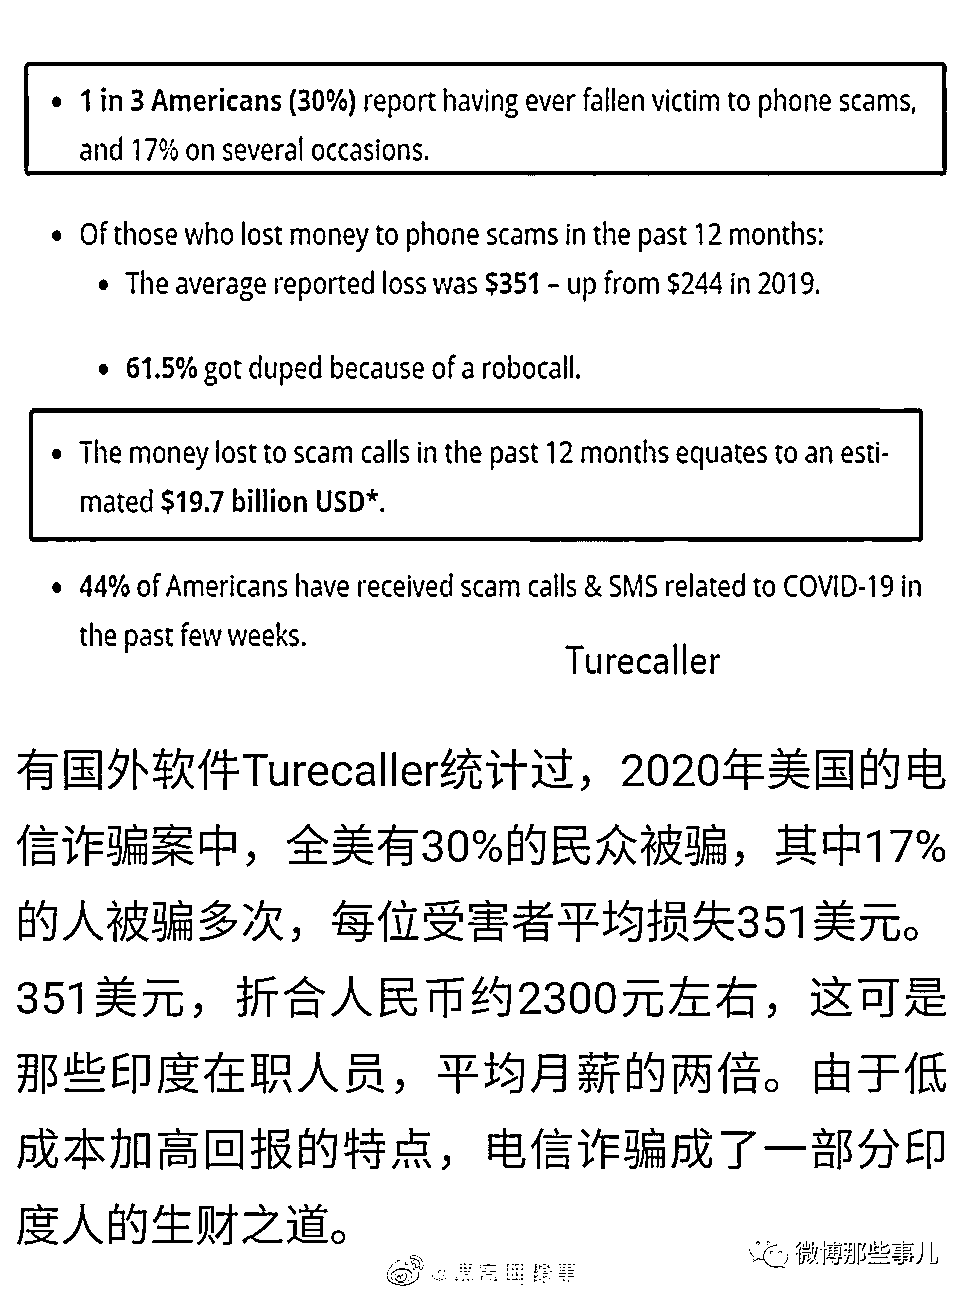 • 1 in 3 Americans (30%) report having ever fallen victim to phone scams,
and 17% on several occasions.
• Of those who lost money to phone scams in the past 12 months:
• The average reported loss was $351 – up from $244 in 2019.
• 61.5% got duped because of a robocall.
• The money lost to scam calls in the past 12 months equates to an esti-
mated $19.7 billion USD*.
• 44% of Americans have received scam calls & SMS related to COVID-19 in
the past few weeks.
Turecaller
有国外软件Turecaller统计过，2020年美国的电
信诈骗案中，全美有30%的民众被骗，其中17%
的人被骗多次，每位受害者平均损失351美元。
351美元，折合人民币约2300元左右，这可是
那些印度在职人员，平均月薪的两倍。由于低
成本加高回报的特点，电信诈骗成了一部分印
度人的生财之道。
微博那些事儿